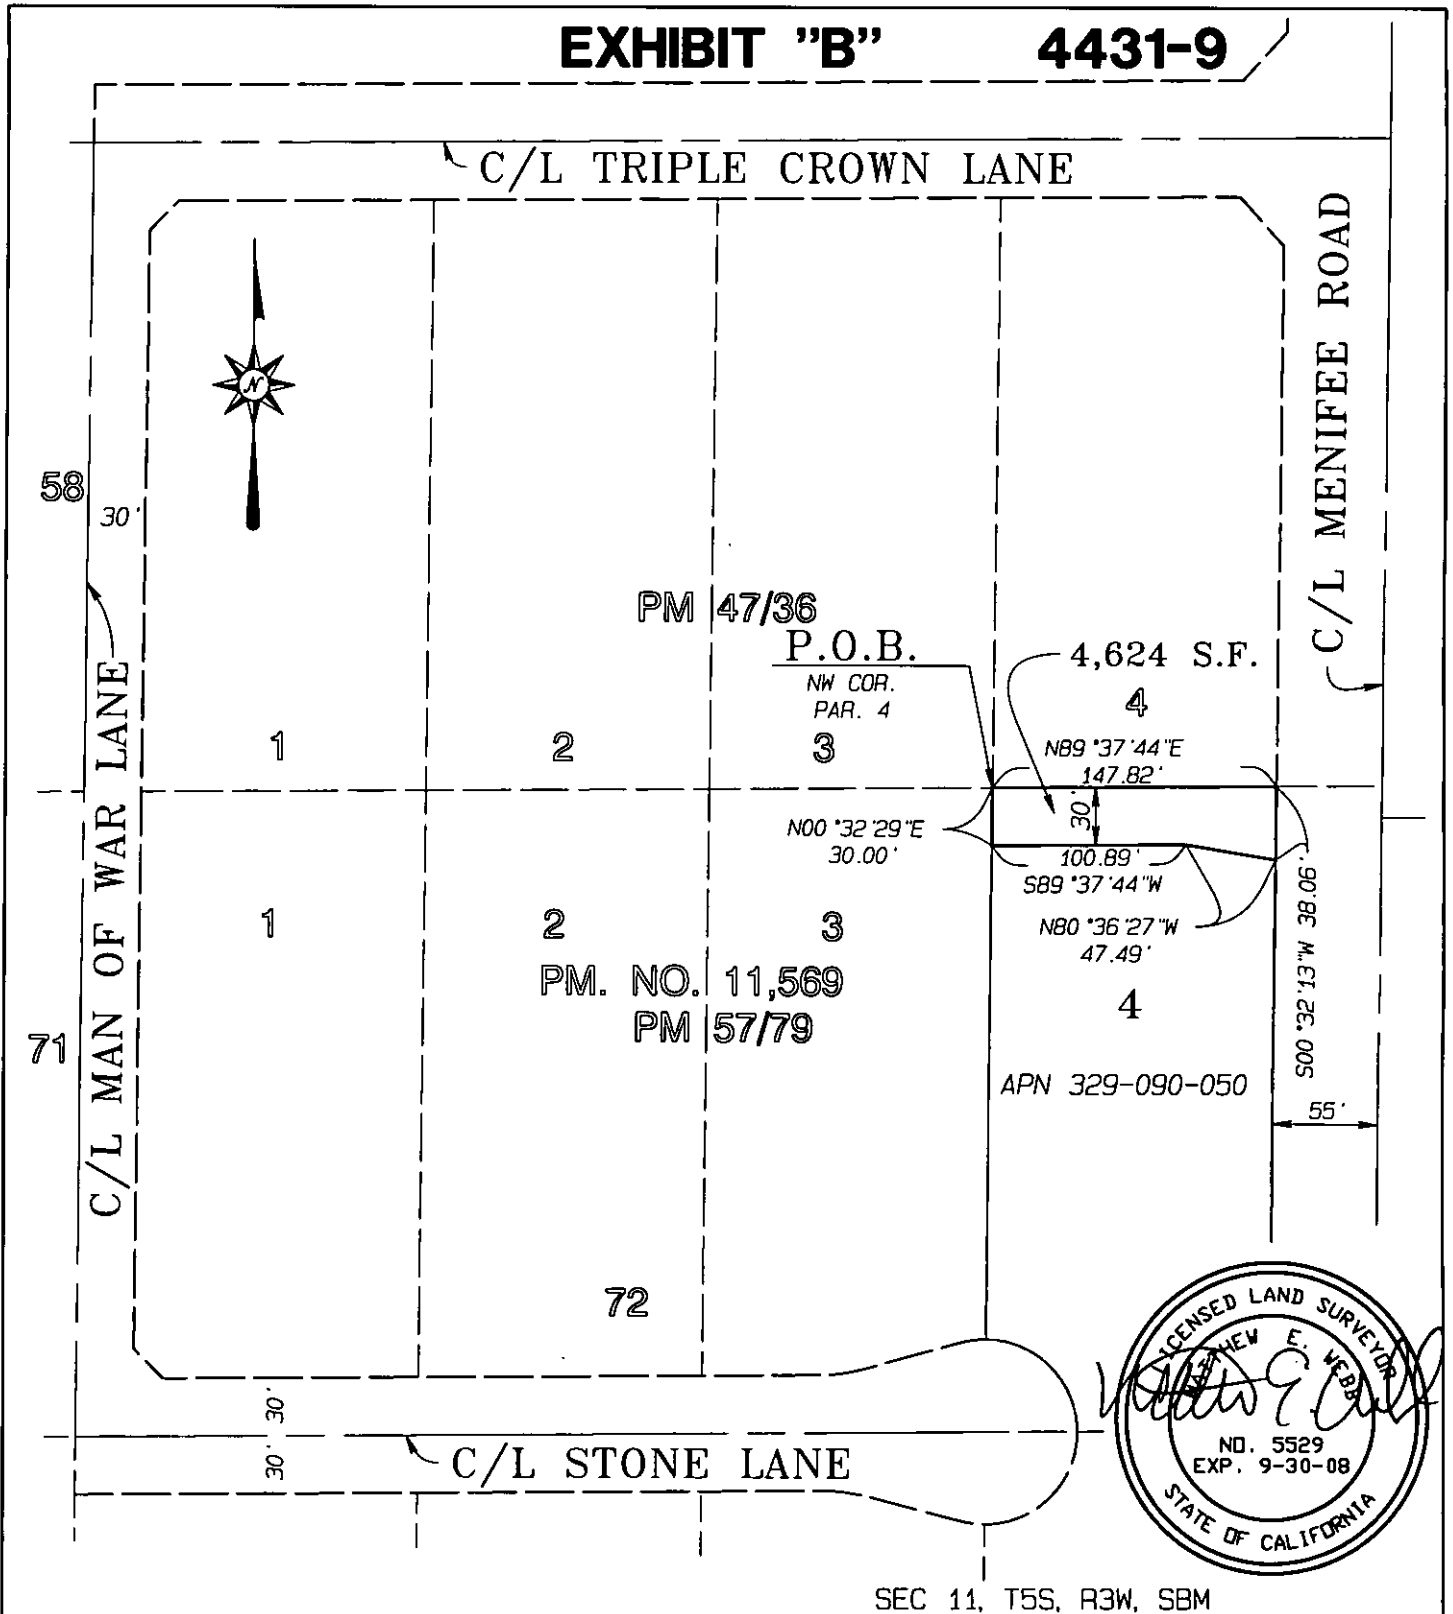 EXHIBIT "B" 4431-9
C/L TRIPLE CROWN LANE
C/L MENIFEE ROAD
N
58
30'
C/L MAN OF WAR LANE
PM 47/36
P.O.B.
NW COR.
PAR. 4
4,624 S.F.
4
1
2
3
N89°37'44"E
147.82'
30'
N00°32'29"E
30.00'
100.89'
S89°37'44"W
N80°36'27"W
47.49'
S00°32'13"W 38.06'
1
2
3
PM. NO. 11,569
PM 57/79
4
71
APN 329-090-050
55'
72
30'
30'
C/L STONE LANE
LICENSED LAND SURVEYOR
MATTHEW E. WEBB
NO. 5529
EXP. 9-30-08
STATE OF CALIFORNIA
SEC 11, T5S, R3W, SBM